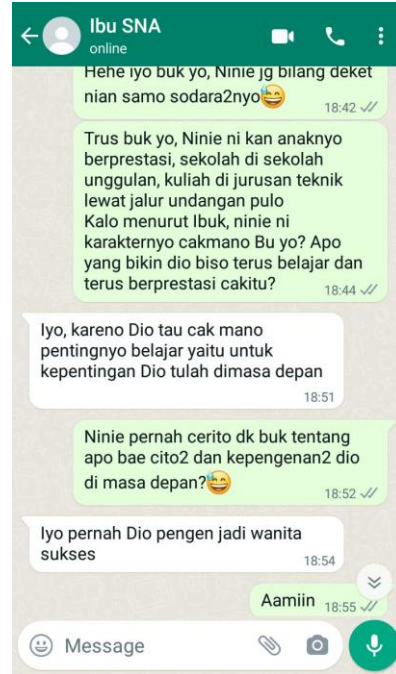 Ibu SNA
online
Hehe iyo buk yo, Ninie jg bilang deket
nian samo sodara2nyo😅
18:42
Trus buk yo, Ninie ni kan anaknyo
berprestasi, sekolah di sekolah
unggulan, kuliah di jurusan teknik
lewat jalur undangan pulo
Kalo menurut Ibuk, ninie ni
karakternyo cakmano Bu yo? Apo
yang bikin dio biso terus belajar dan
terus berprestasi cakitu?
18:44
Iyo, kareno Dio tau cak mano
pentingnyo belajar yaitu untuk
kepentingan Dio tulah dimasa depan
18:51
Ninie pernah cerito dk buk tentang
apo bae cito2 dan kepengenan2 dio
di masa depan?😅
18:52
Iyo pernah Dio pengen jadi wanita
sukses
18:54
Aamiin 18:55
Message